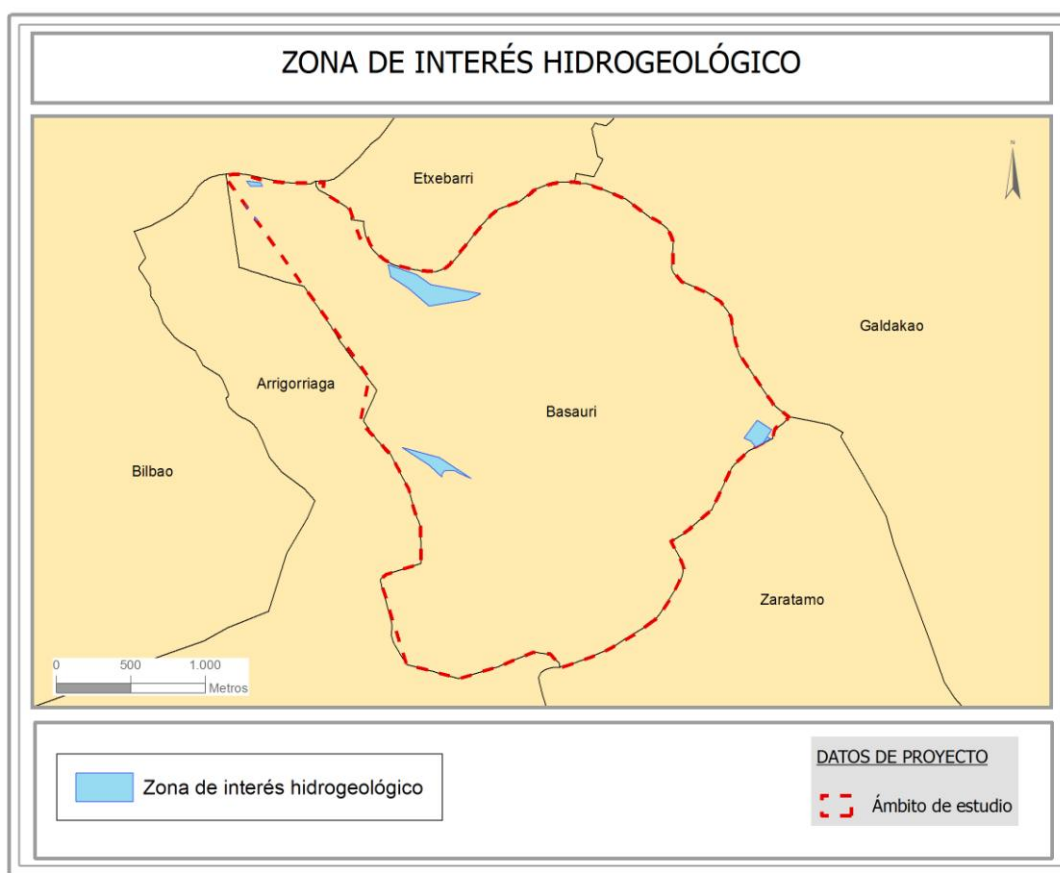 ZONA DE INTERÉS HIDROGEOLÓGICO
N
Etxebarri
Galdakao
Arrigorriaga
Basauri
Bilbao
Zaratamo
0 500 1.000
Metros
Zona de interés hidrogeológico
DATOS DE PROYECTO
Ámbito de estudio